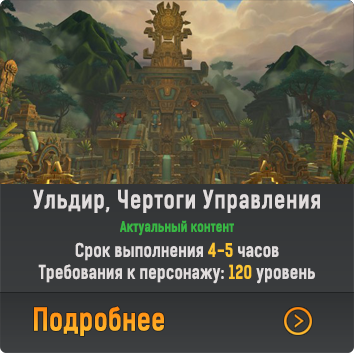 Ульдир, Чертоги Управления
Актуальный контент
Срок выполнения 4-5 часов
Требования к персонажу: 120 уровень
Подробнее